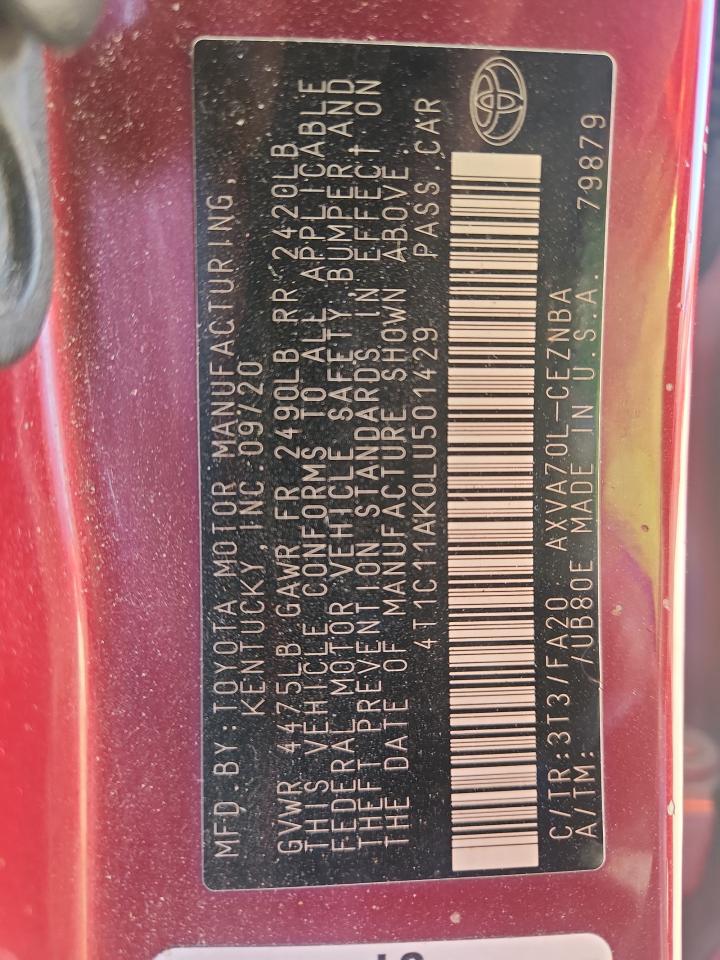 MFD.BY:TOYOTA MOTOR MANUFACTURING,
KENTUCKY,INC.09/20
GVWR 4475LB GAWR FR 2490LB RR 2420LB
THIS VEHICLE CONFORMS TO ALL APPLICABLE
FEDERAL MOTOR VEHICLE SAFETY, BUMPER AND
THEFT PREVENTION STANDARDS IN EFFECT ON
THE DATE OF MANUFACTURE SHOWN ABOVE.
4T1C11AK0LU501429 PASS.CAR
C/TR:3T3/FA20 AXVA70L-CEZNBA
A/TM: /UB80E MADE IN U.S.A. 79879